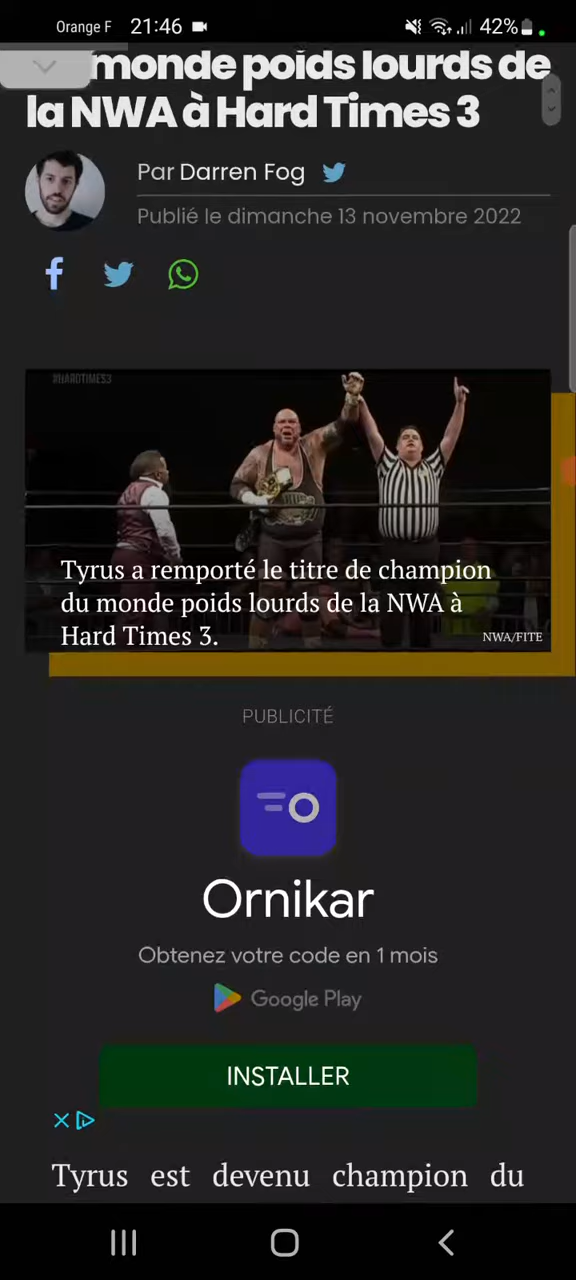 Orange F 21:46 42%
monde poids lourds de
la NWA à Hard Times 3
Par Darren Fog
Publié le dimanche 13 novembre 2022
#HARDTIMES3
Tyrus a remporté le titre de champion
du monde poids lourds de la NWA à
Hard Times 3.
NWA/FITE
PUBLICITÉ
Ornikar
Obtenez votre code en 1 mois
Google Play
INSTALLER
Tyrus est devenu champion du